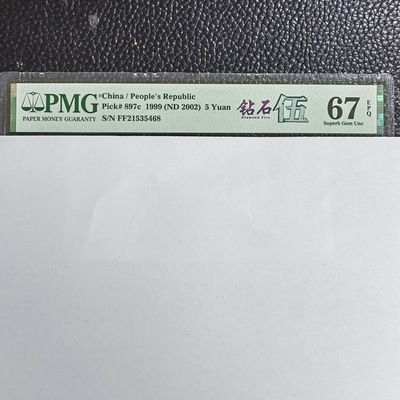 PMG
PAPER MONEY GUARANTY
China / People's Republic
Pick# 897c 1999 (ND 2002) 5 Yuan
S/N FF21535468
钻石伍
Diamond Five
67 EPQ
Superb Gem Unc